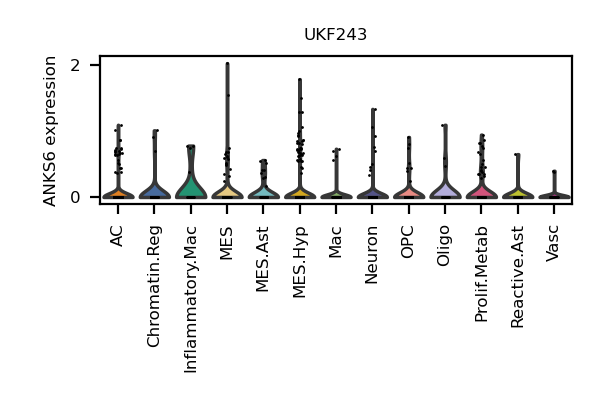 UKF243
ANKS6 expression
2
0
AC
Chromatin.Reg
Inflammatory.Mac
MES
MES.Ast
MES.Hyp
Mac
Neuron
OPC
Oligo
Prolif.Metab
Reactive.Ast
Vasc